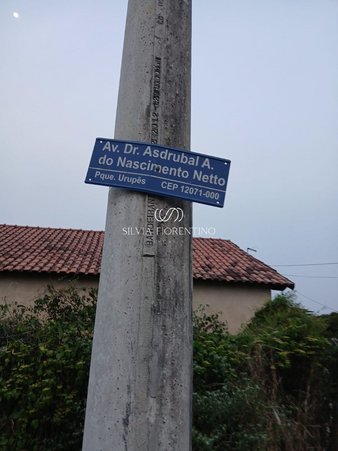 Av. Dr. Asdrubal A.
do Nascimento Netto
Pque. Urupês CEP 12071-000
SILVIA FIORENTINO